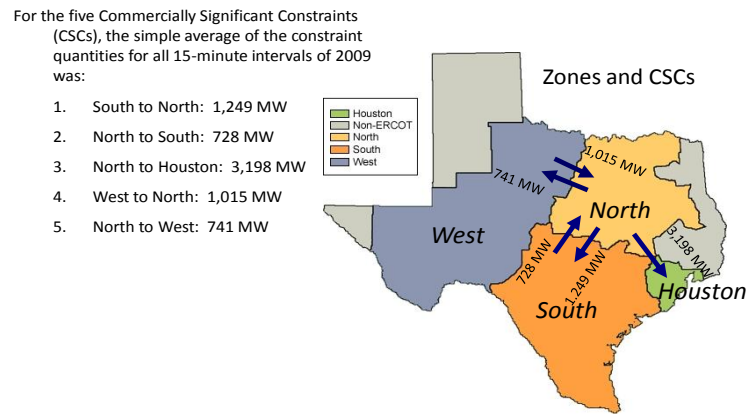 For the five Commercially Significant Constraints
(CSCs), the simple average of the constraint
quantities for all 15-minute intervals of 2009
was:
1. South to North: 1,249 MW
2. North to South: 728 MW
3. North to Houston: 3,198 MW
4. West to North: 1,015 MW
5. North to West: 741 MW
Zones and CSCs
Houston
Non-ERCOT
North
South
West
1,015 MW
741 MW
North
West
3,198 MW
728 MW
1,249 MW
Houston
South